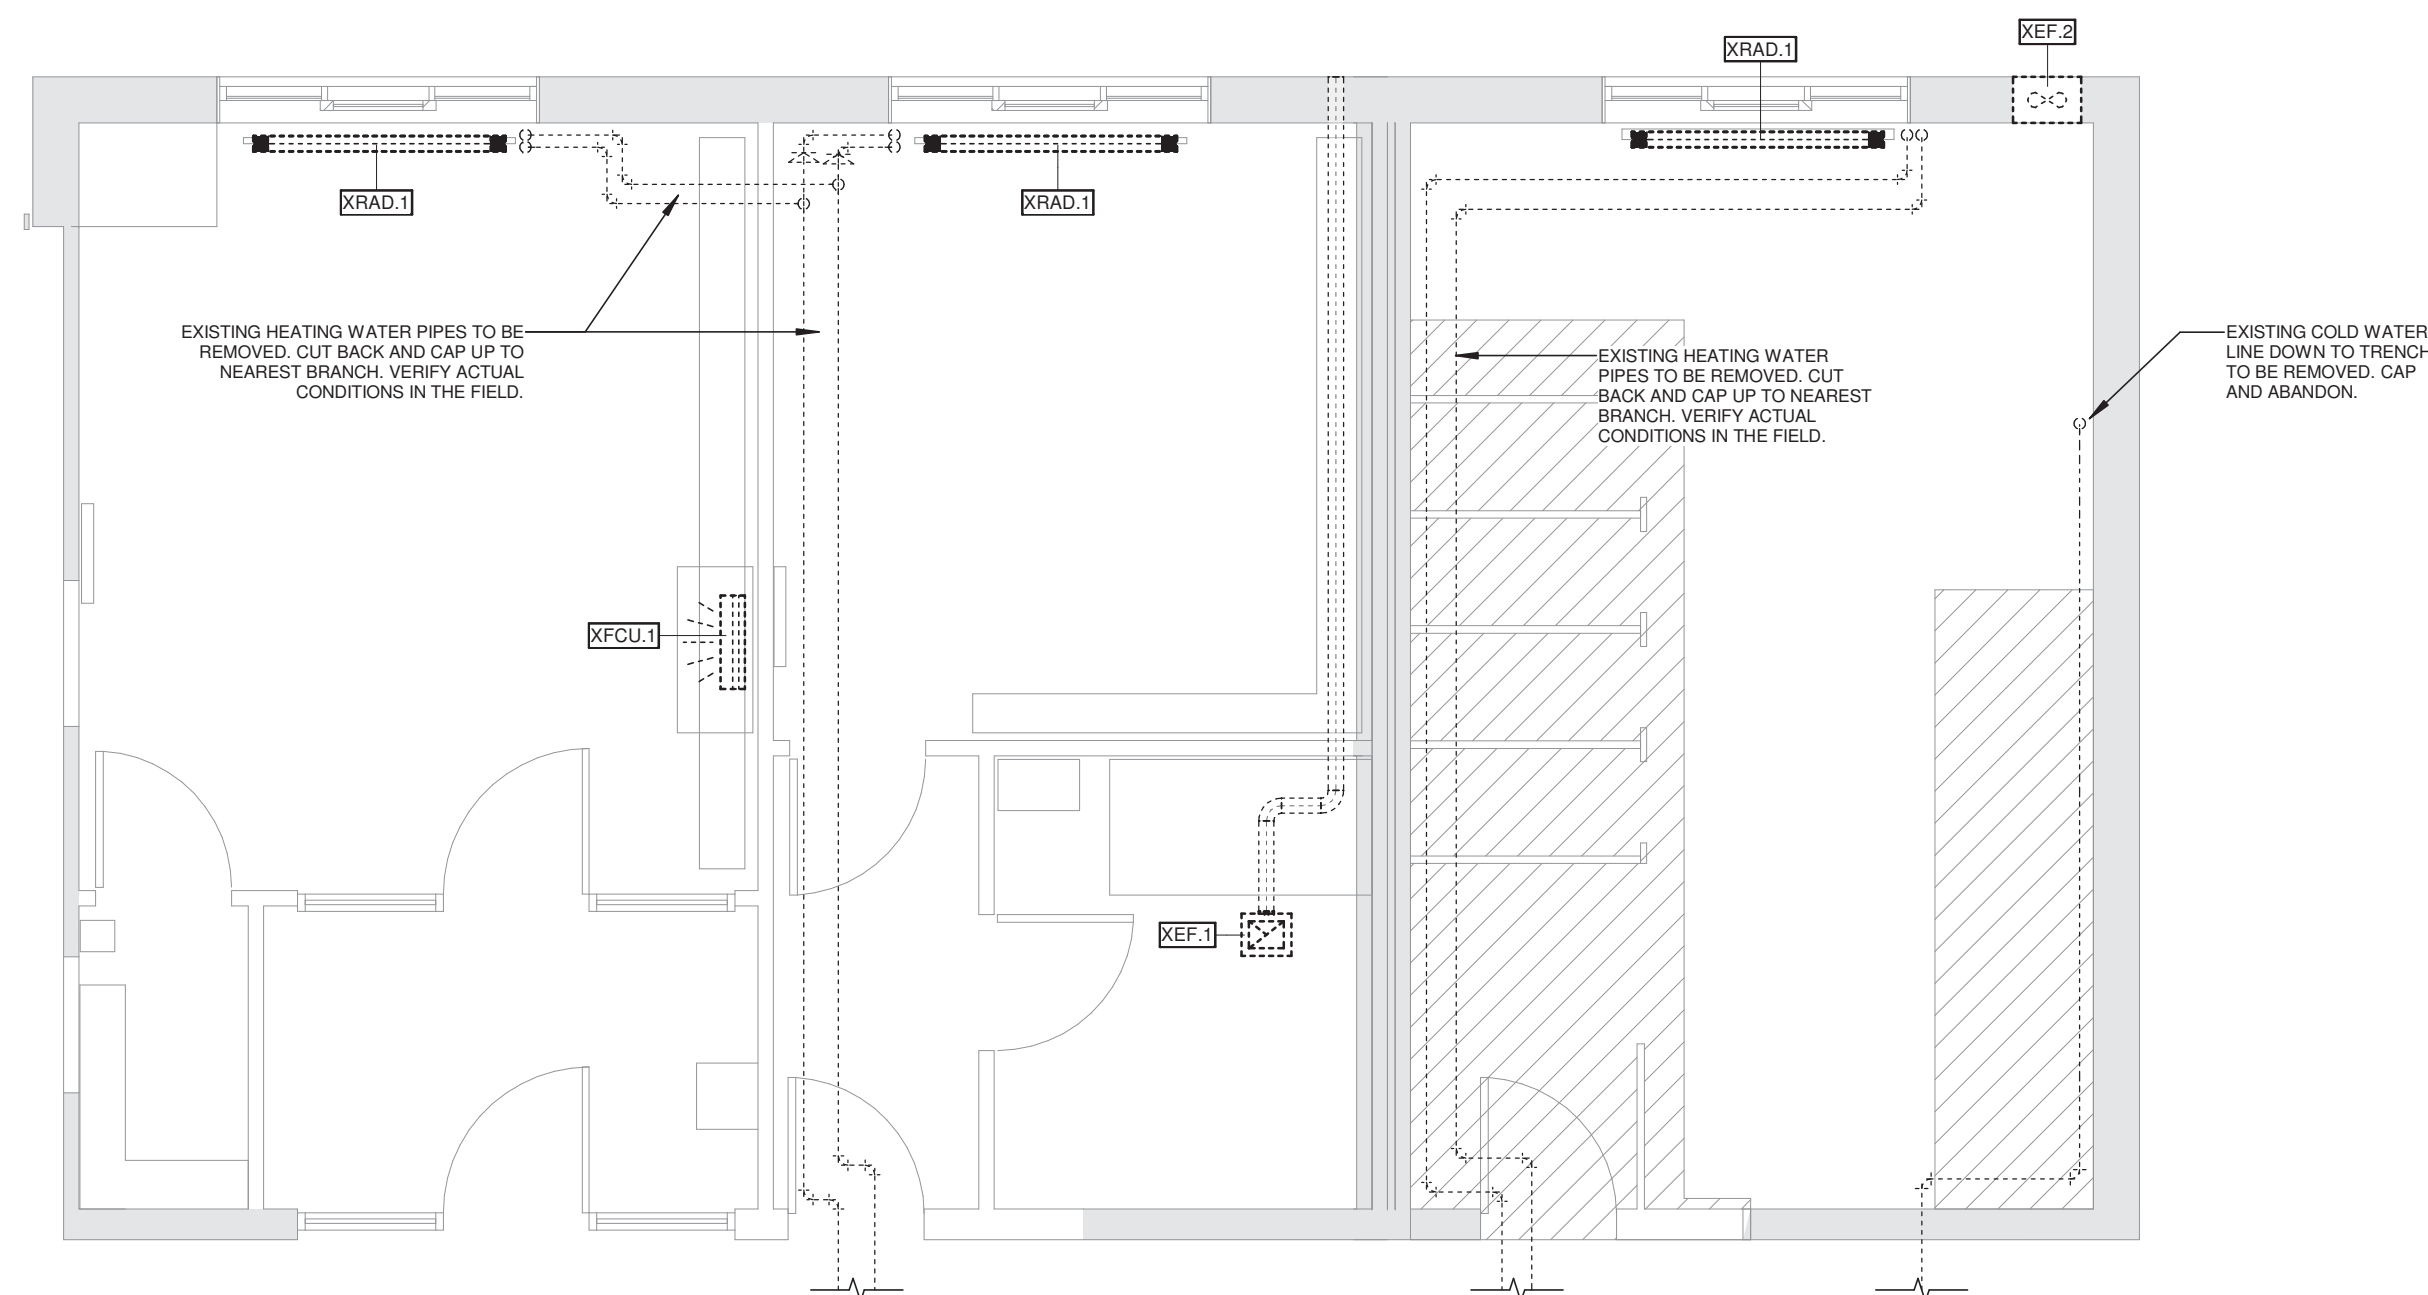 XEF.2
XRAD.1
XRAD.1
XRAD.1
EXISTING HEATING WATER PIPES TO BE
REMOVED. CUT BACK AND CAP UP TO
NEAREST BRANCH. VERIFY ACTUAL
CONDITIONS IN THE FIELD.
EXISTING HEATING WATER
PIPES TO BE REMOVED. CUT
BACK AND CAP UP TO NEAREST
BRANCH. VERIFY ACTUAL
CONDITIONS IN THE FIELD.
EXISTING COLD WATER
LINE DOWN TO TRENCH
TO BE REMOVED. CAP
AND ABANDON.
XFCU.1
XEF.1